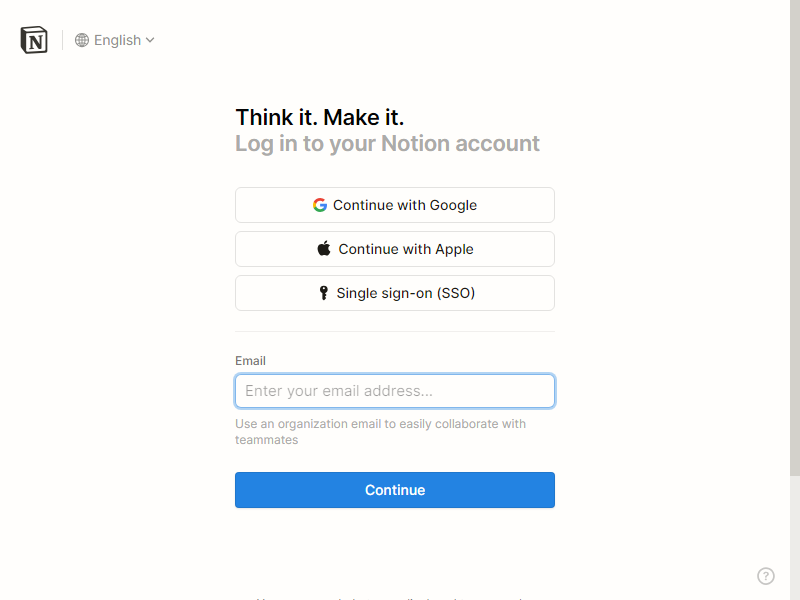 N
English
Think it. Make it.
Log in to your Notion account
Continue with Google
Continue with Apple
Single sign-on (SSO)
Email
Enter your email address...
Use an organization email to easily collaborate with
teammates
Continue
?